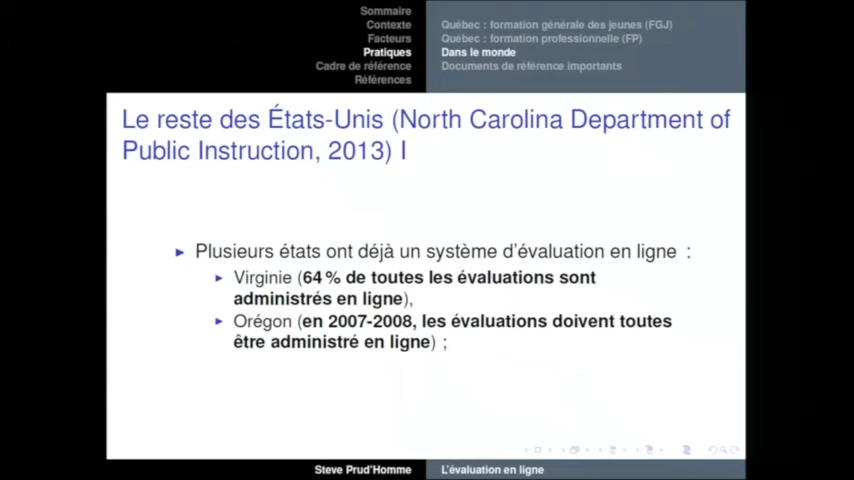 Sommaire
Contexte
Facteurs
Pratiques
Cadre de référence
Références
Québec : formation générale des jeunes (FGJ)
Québec : formation professionnelle (FP)
Dans le monde
Documents de référence importants
Le reste des États-Unis (North Carolina Department of
Public Instruction, 2013) I
Plusieurs états ont déjà un système d'évaluation en ligne :
Virginie (64 % de toutes les évaluations sont
administrés en ligne),
Orégon (en 2007-2008, les évaluations doivent toutes
être administré en ligne) ;
Steve Prud'Homme
L'évaluation en ligne